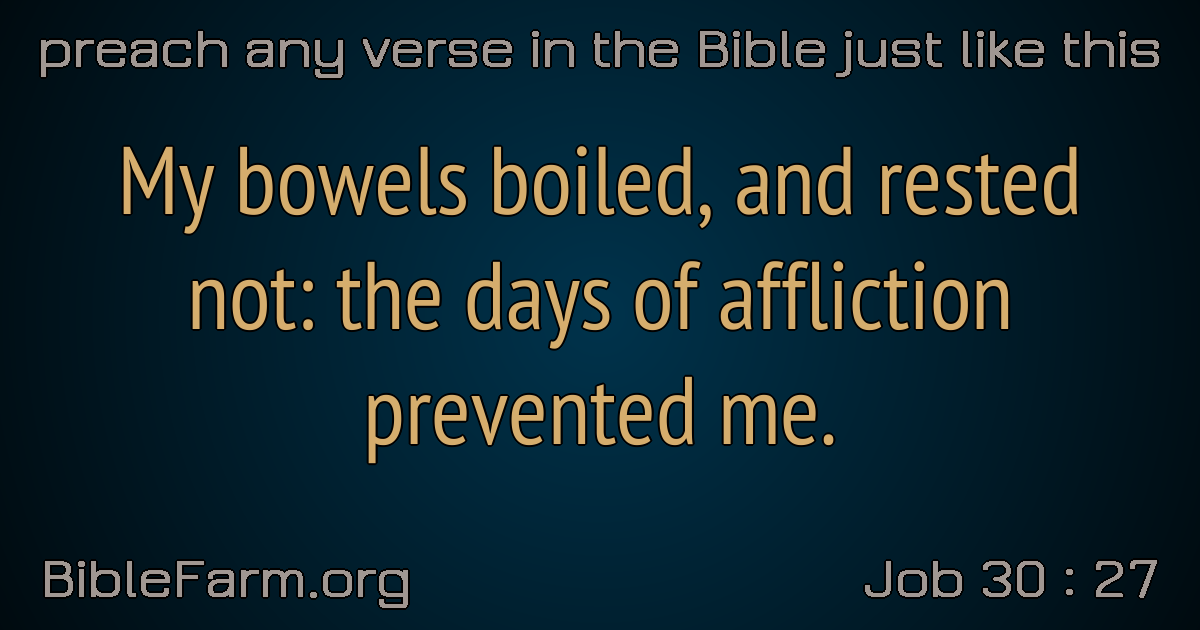 preach any verse in the Bible just like this
My bowels boiled, and rested
not: the days of affliction
prevented me.
BibleFarm.org
Job 30 : 27